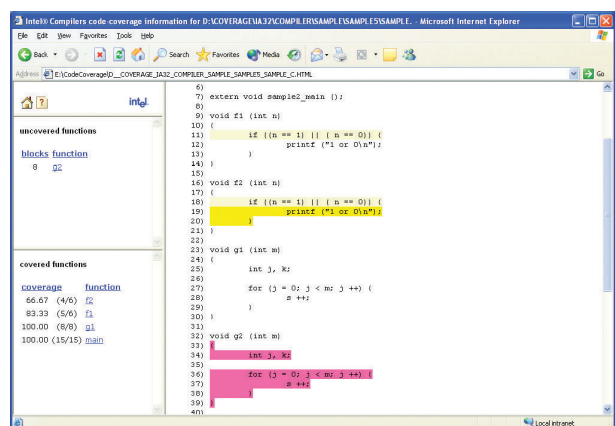 Intel® Compilers code-coverage information for D:\COVERAGE\IA32\COMPILER\SAMPLE\SAMPLE5\SAMPLE. - Microsoft Internet Explorer
File Edit View Favorites Tools Help
Back Search Favorites Media
Address E:\CodeCoverage\D__COVERAGE_IA32_COMPILER_SAMPLE_SAMPLE5_SAMPLE_C.HTML Go
intel.
uncovered functions
blocks function
8 g2
covered functions
coverage function
66.67 (4/6) f2
83.33 (5/6) f1
100.00 (8/8) g1
100.00 (15/15) main
6)
7) extern void sample2_main ();
8)
9) void f1 (int n)
10) {
11) if ((n == 1) || ( n == 0)) {
12) printf ("1 or 0\n");
13) }
14) }
15)
16) void f2 (int n)
17) {
18) if ((n == 1) || ( n == 0)) {
19) printf ("1 or 0\n");
20) }
21) }
22)
23) void g1 (int m)
24) {
25) int j, k;
26)
27) for (j = 0; j < m; j ++) {
28) s ++;
29) }
30) }
31)
32) void g2 (int m)
33) {
34) int j, k;
35)
36) for (j = 0; j < m; j ++) {
37) s ++;
38) }
39) }
40)
Local intranet